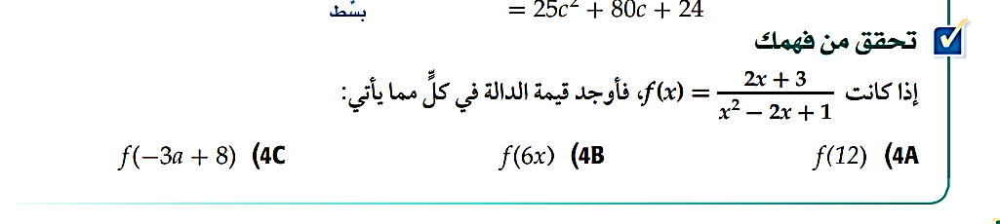 بسّط = 25c² + 80c + 24
تحقق من فهمك
إذا كانت f(x) = \frac{2x + 3}{x² − 2x + 1}، فأوجد قيمة الدالة في كلٍّ مما يأتي:
4A) f(12) 4B) f(6x) 4C) f(−3a + 8)